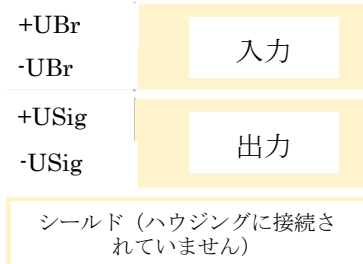 +UBr
-UBr
入力
+USig
-USig
出力
シールド（ハウジングに接続さ
れていません）